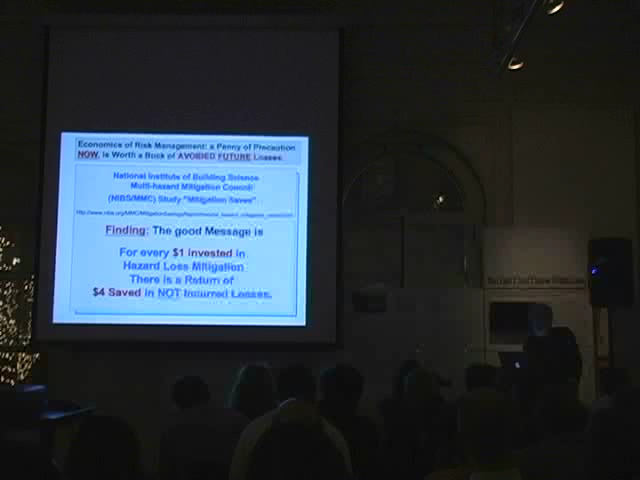 Economics of Risk Management: a Penny of Precaution
NOW, is Worth a Buck of AVOIDED FUTURE Losses.
National Institute of Building Science
Multi-hazard Mitigation Council
(NIBS/MMC) Study "Mitigation Saves"
Finding: The good Message is
For every $1 invested in
Hazard Loss Mitigation
There is a Return of
$4 Saved in NOT Incurred Losses.